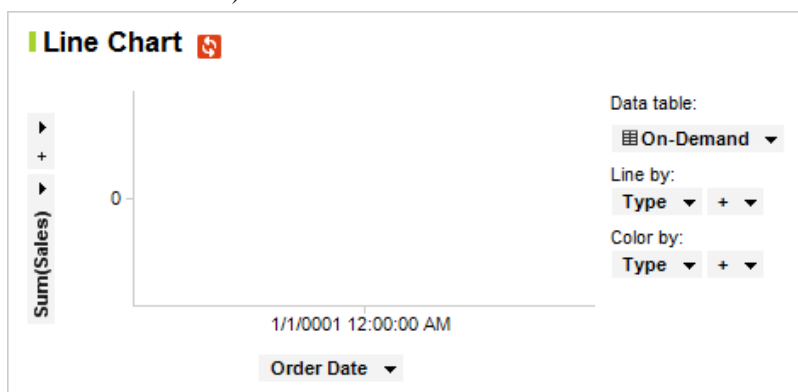 )
Line Chart
Data table:
On-Demand
+
Line by:
0
Type +
Sum(Sales)
Color by:
Type +
1/1/0001 12:00:00 AM
Order Date